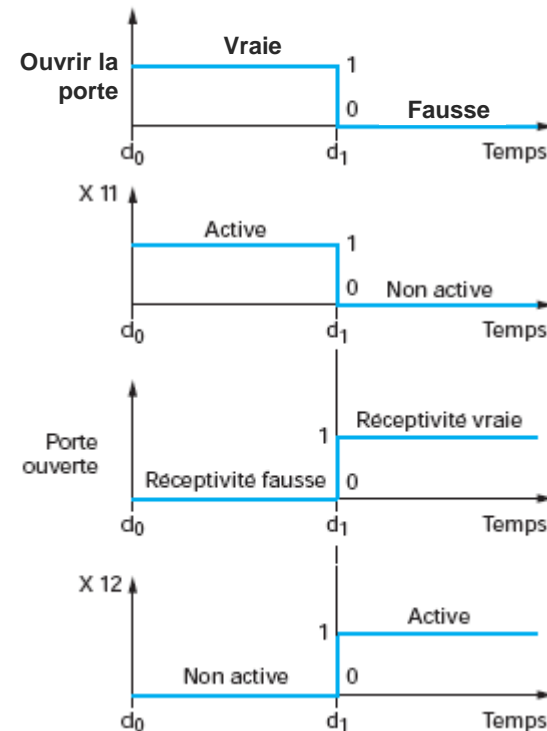 Vraie
Ouvrir la
porte
1
0
Fausse
d0
d1
Temps
X 11
Active
1
0
Non active
d0
d1
Temps
Réceptivité vraie
Porte
ouverte
1
Réceptivité fausse
0
d0
d1
Temps
X 12
Active
1
Non active
0
d0
d1
Temps